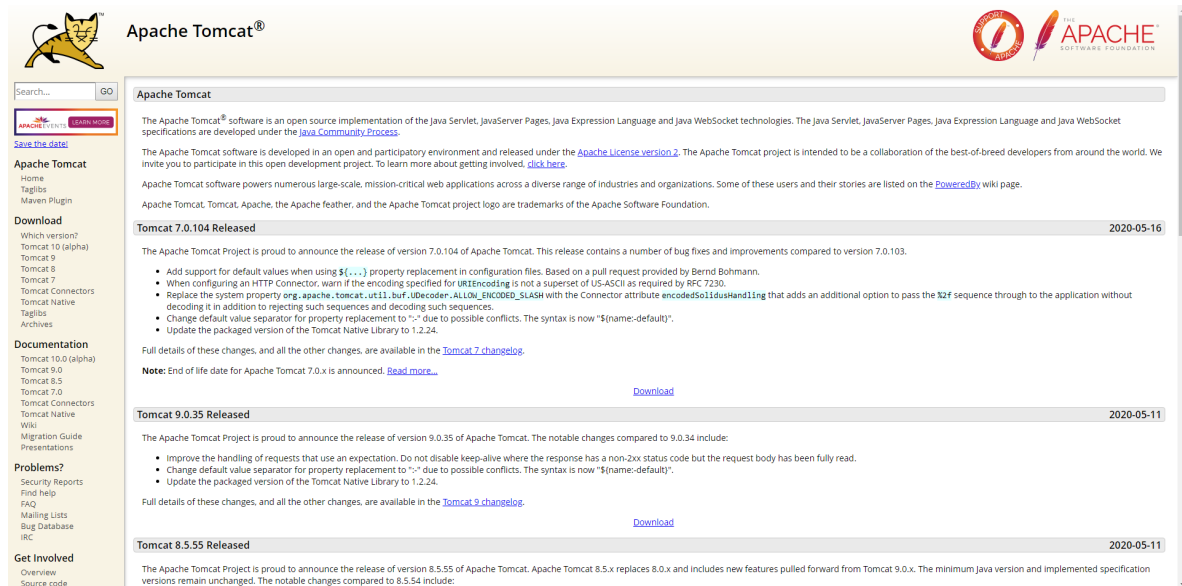 Apache Tomcat®
SUPPORT
APACHE
THE
APACHE®
SOFTWARE FOUNDATION
Search...
GO
APACHE EVENTS
LEARN MORE
Save the date!
Apache Tomcat
Home
Taglibs
Maven Plugin
Download
Which version?
Tomcat 10 (alpha)
Tomcat 9
Tomcat 8
Tomcat 7
Tomcat Connectors
Tomcat Native
Taglibs
Archives
Documentation
Tomcat 10.0 (alpha)
Tomcat 9.0
Tomcat 8.5
Tomcat 7.0
Tomcat Connectors
Tomcat Native
Wiki
Migration Guide
Presentations
Problems?
Security Reports
Find help
FAQ
Mailing Lists
Bug Database
IRC
Get Involved
Overview
Source code
Apache Tomcat
The Apache Tomcat® software is an open source implementation of the Java Servlet, JavaServer Pages, Java Expression Language and Java WebSocket technologies. The Java Servlet, JavaServer Pages, Java Expression Language and Java WebSocket
specifications are developed under the Java Community Process.
The Apache Tomcat software is developed in an open and participatory environment and released under the Apache License version 2. The Apache Tomcat project is intended to be a collaboration of the best-of-breed developers from around the world. We
invite you to participate in this open development project. To learn more about getting involved, click here.
Apache Tomcat software powers numerous large-scale, mission-critical web applications across a diverse range of industries and organizations. Some of these users and their stories are listed on the PoweredBy wiki page.
Apache Tomcat, Tomcat, Apache, the Apache feather, and the Apache Tomcat project logo are trademarks of the Apache Software Foundation.
Tomcat 7.0.104 Released 2020-05-16
The Apache Tomcat Project is proud to announce the release of version 7.0.104 of Apache Tomcat. This release contains a number of bug fixes and improvements compared to version 7.0.103.
• Add support for default values when using ${...} property replacement in configuration files. Based on a pull request provided by Bernd Bohmann.
• When configuring an HTTP Connector, warn if the encoding specified for URIEncoding is not a superset of US-ASCII as required by RFC 7230.
• Replace the system property org.apache.tomcat.util.buf.UDecoder.ALLOW_ENCODED_SLASH with the Connector attribute encodedSolidusHandling that adds an additional option to pass the %2f sequence through to the application without
decoding it in addition to rejecting such sequences and decoding such sequences.
• Change default value separator for property replacement to ":-" due to possible conflicts. The syntax is now "${name:-default}".
• Update the packaged version of the Tomcat Native Library to 1.2.24.
Full details of these changes, and all the other changes, are available in the Tomcat 7 changelog.
Note: End of life date for Apache Tomcat 7.0.x is announced. Read more...
Download
Tomcat 9.0.35 Released 2020-05-11
The Apache Tomcat Project is proud to announce the release of version 9.0.35 of Apache Tomcat. The notable changes compared to 9.0.34 include:
• Improve the handling of requests that use an expectation. Do not disable keep-alive where the response has a non-2xx status code but the request body has been fully read.
• Change default value separator for property replacement to ":-" due to possible conflicts. The syntax is now "${name:-default}".
• Update the packaged version of the Tomcat Native Library to 1.2.24.
Full details of these changes, and all the other changes, are available in the Tomcat 9 changelog.
Download
Tomcat 8.5.55 Released 2020-05-11
The Apache Tomcat Project is proud to announce the release of version 8.5.55 of Apache Tomcat. Apache Tomcat 8.5.x replaces 8.0.x and includes new features pulled forward from Tomcat 9.0.x. The minimum Java version and implemented specification
versions remain unchanged. The notable changes compared to 8.5.54 include: